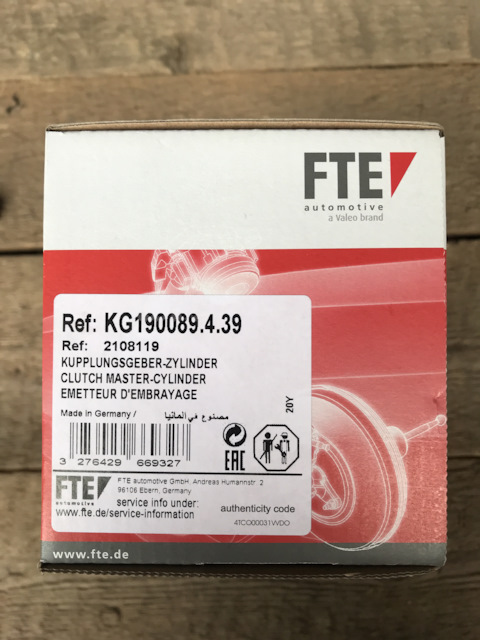 FTE
automotive
a Valeo brand
Ref: KG190089.4.39
Ref: 2108119
KUPPLUNGSGEBER-ZYLINDER
CLUTCH MASTER-CYLINDER
EMETTEUR D'EMBRAYAGE
Made in Germany / مصنوع في المانيا
20Y
3 276429 669327
EAC
FTE
automotive
FTE automotive GmbH, Andreas Humannstr. 2
96106 Ebern, Germany
service info under:
www.fte.de/service-information
authenticity code
41CO00031VVDO
www.fte.de